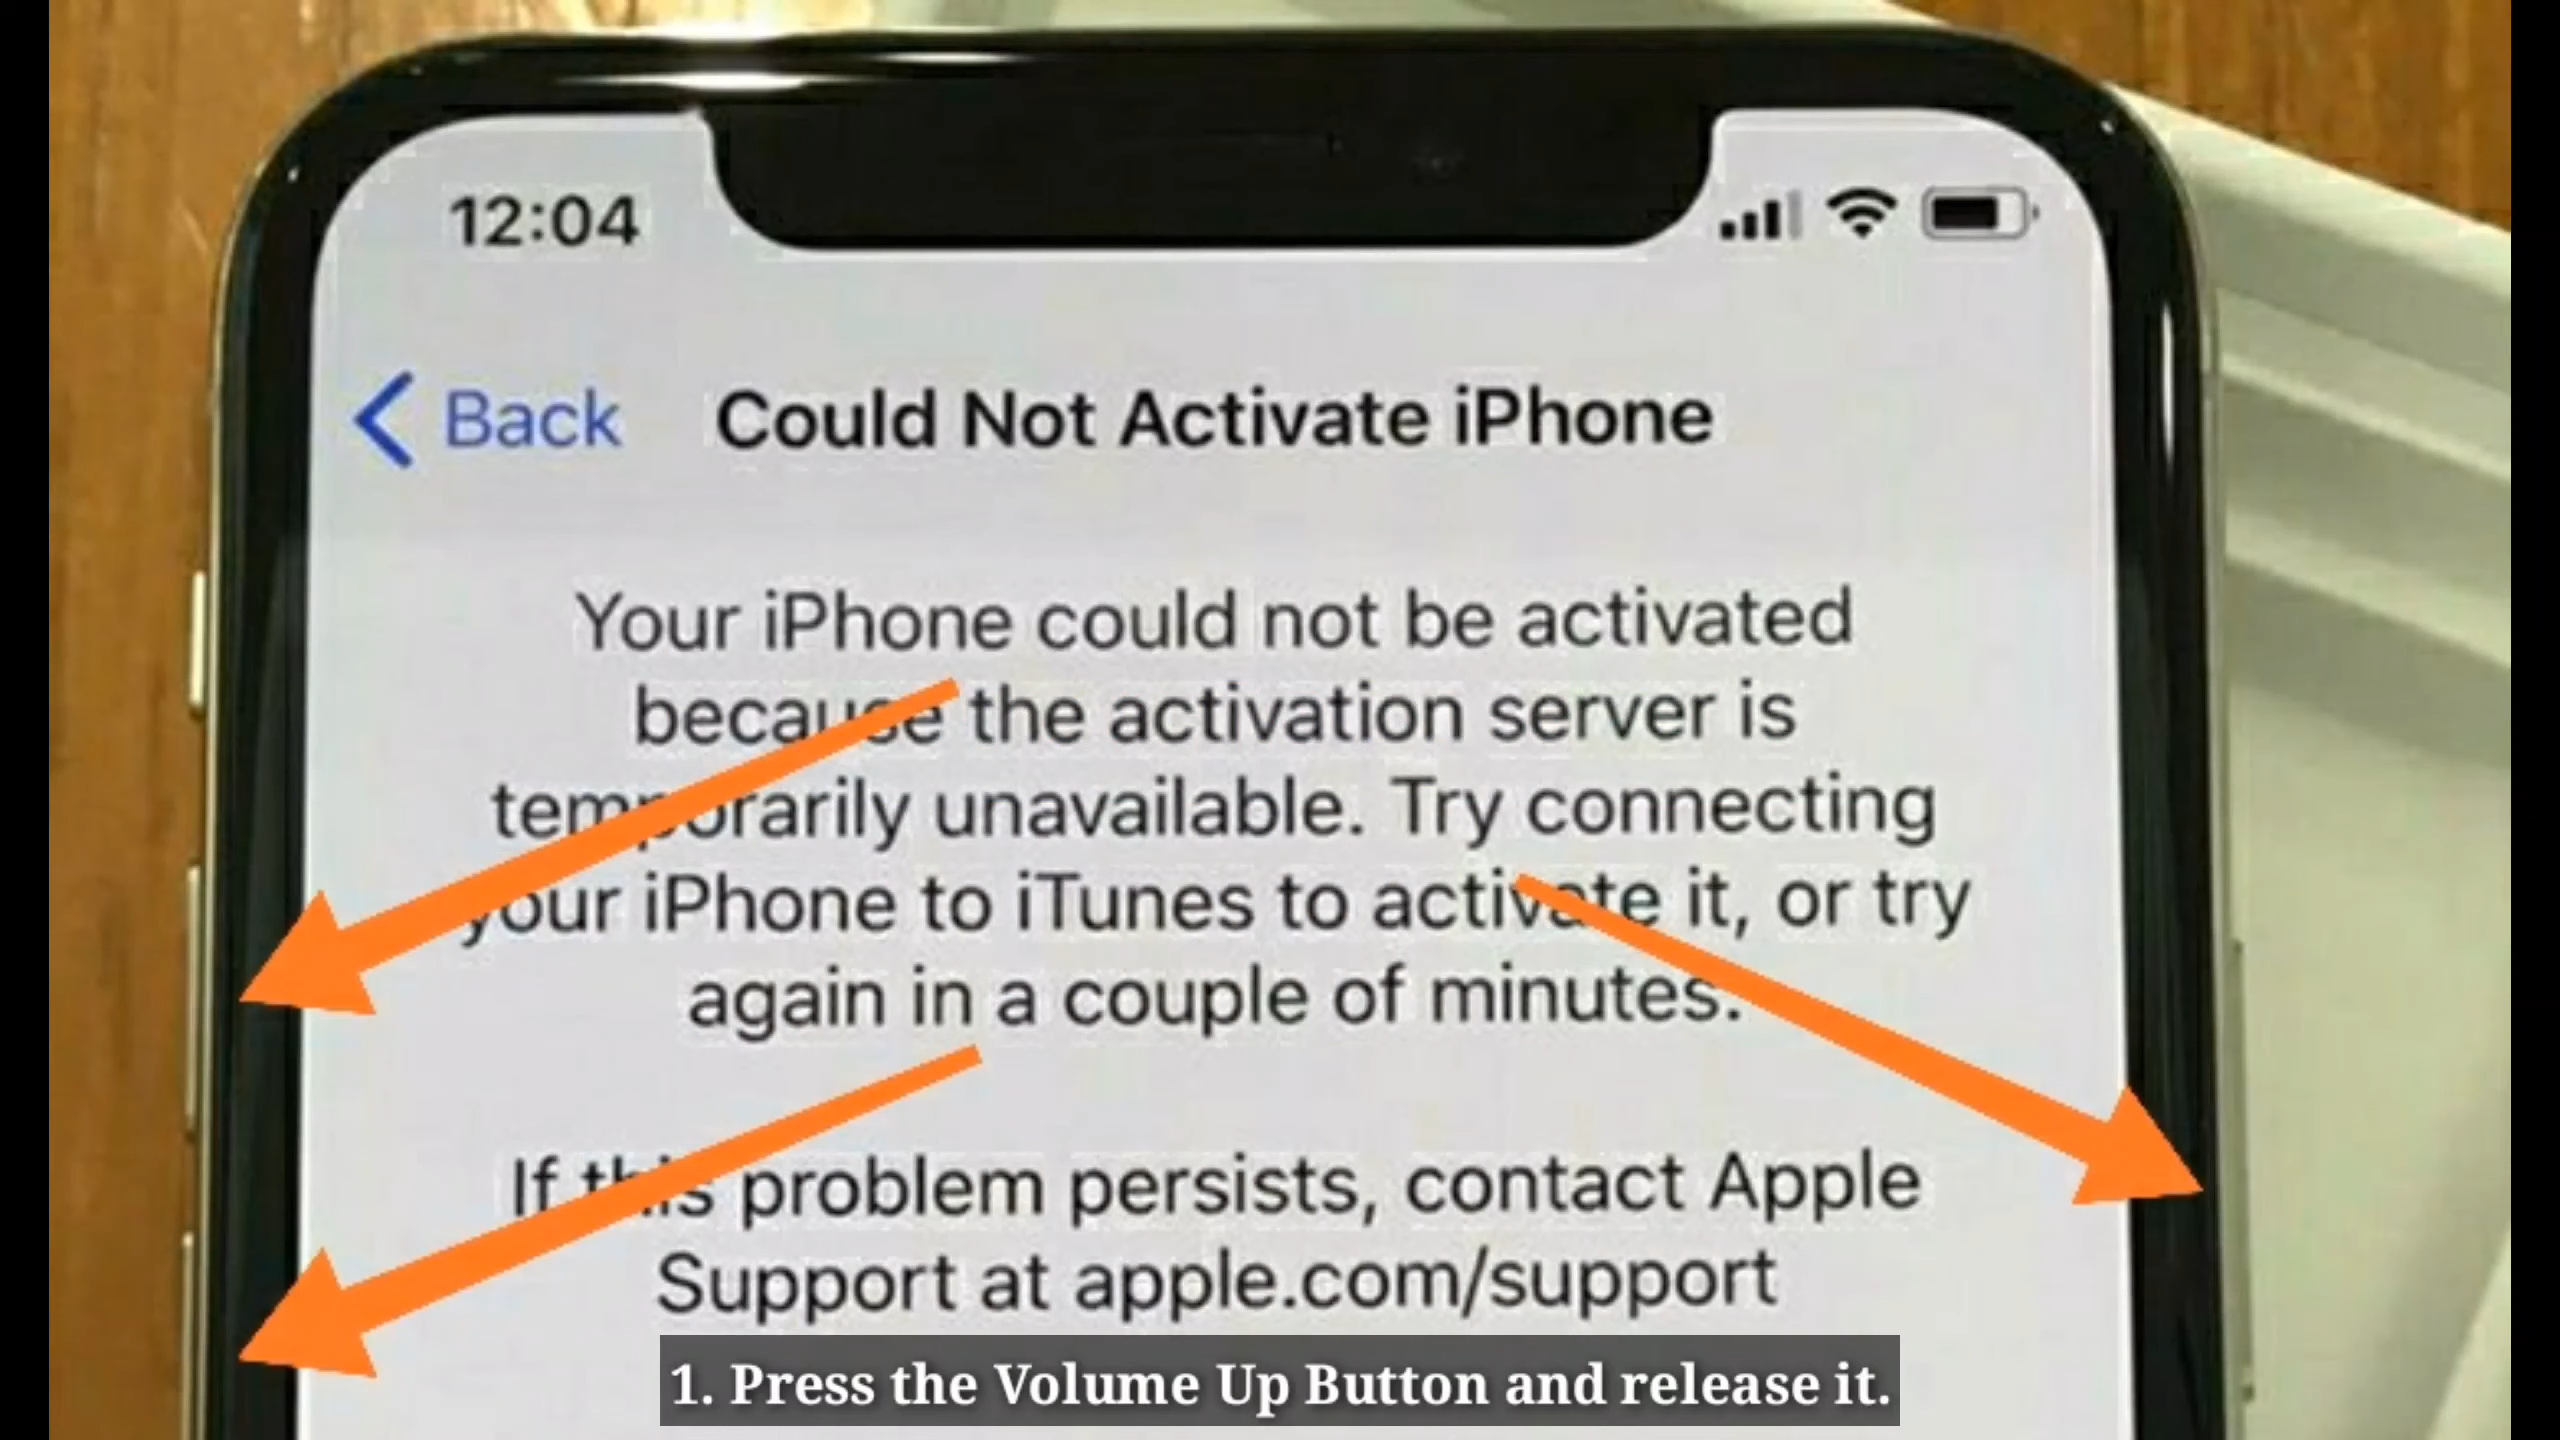 12:04
Back
Could Not Activate iPhone
Your iPhone could not be activated
because the activation server is
temporarily unavailable. Try connecting
your iPhone to iTunes to activate it, or try
again in a couple of minutes.
If this problem persists, contact Apple
Support at apple.com/support
1. Press the Volume Up Button and release it.